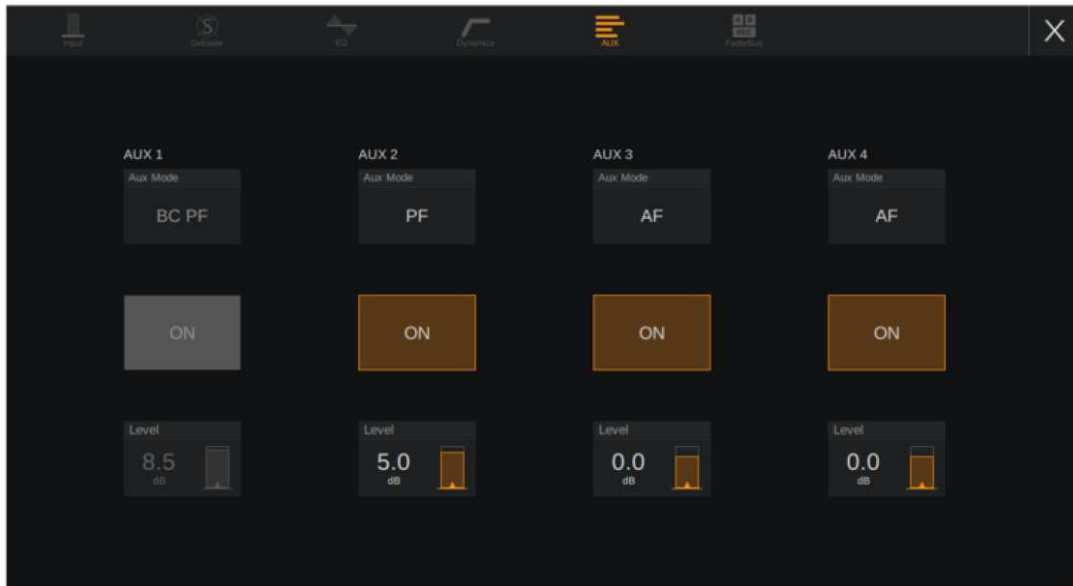 Input DeEsser EQ Dynamics AUX FaderBus X
AUX 1 AUX 2 AUX 3 AUX 4
Aux Mode Aux Mode Aux Mode Aux Mode
BC PF PF AF AF
ON ON ON ON
Level Level Level Level
8.5 5.0 0.0 0.0
dB dB dB dB